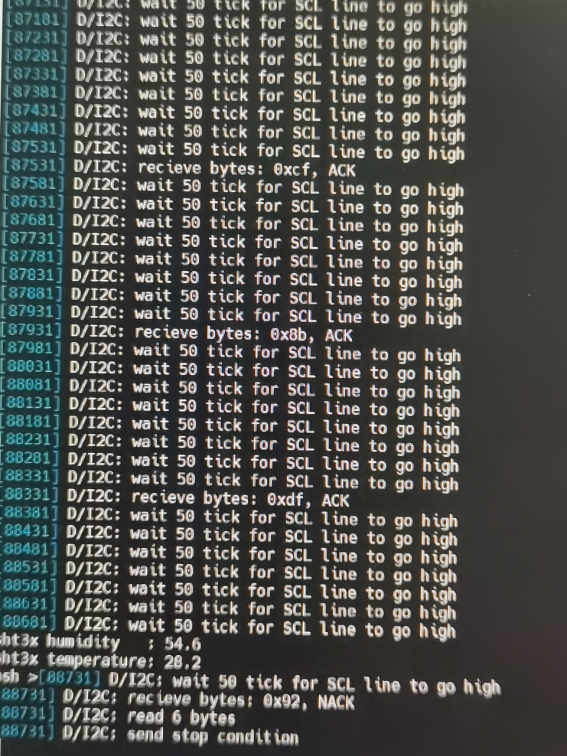 [87131] D/I2C: wait 50 tick for SCL line to go high
[87181] D/I2C: wait 50 tick for SCL line to go high
[87231] D/I2C: wait 50 tick for SCL line to go high
[87281] D/I2C: wait 50 tick for SCL line to go high
[87331] D/I2C: wait 50 tick for SCL line to go high
[87381] D/I2C: wait 50 tick for SCL line to go high
[87431] D/I2C: wait 50 tick for SCL line to go high
[87481] D/I2C: wait 50 tick for SCL line to go high
[87531] D/I2C: wait 50 tick for SCL line to go high
[87531] D/I2C: recieve bytes: 0xcf, ACK
[87581] D/I2C: wait 50 tick for SCL line to go high
[87631] D/I2C: wait 50 tick for SCL line to go high
[87681] D/I2C: wait 50 tick for SCL line to go high
[87731] D/I2C: wait 50 tick for SCL line to go high
[87781] D/I2C: wait 50 tick for SCL line to go high
[87831] D/I2C: wait 50 tick for SCL line to go high
[87881] D/I2C: wait 50 tick for SCL line to go high
[87931] D/I2C: wait 50 tick for SCL line to go high
[87931] D/I2C: recieve bytes: 0x8b, ACK
[87981] D/I2C: wait 50 tick for SCL line to go high
[88031] D/I2C: wait 50 tick for SCL line to go high
[88081] D/I2C: wait 50 tick for SCL line to go high
[88131] D/I2C: wait 50 tick for SCL line to go high
[88181] D/I2C: wait 50 tick for SCL line to go high
[88231] D/I2C: wait 50 tick for SCL line to go high
[88281] D/I2C: wait 50 tick for SCL line to go high
[88331] D/I2C: wait 50 tick for SCL line to go high
[88331] D/I2C: recieve bytes: 0xdf, ACK
[88381] D/I2C: wait 50 tick for SCL line to go high
[88431] D/I2C: wait 50 tick for SCL line to go high
[88481] D/I2C: wait 50 tick for SCL line to go high
[88531] D/I2C: wait 50 tick for SCL line to go high
[88581] D/I2C: wait 50 tick for SCL line to go high
[88631] D/I2C: wait 50 tick for SCL line to go high
[88681] D/I2C: wait 50 tick for SCL line to go high
ht3x humidity   : 54.6
ht3x temperature: 28.2
sh >[88731] D/I2C: wait 50 tick for SCL line to go high
88731] D/I2C: recieve bytes: 0x92, NACK
88731] D/I2C: read 6 bytes
88731] D/I2C: send stop condition